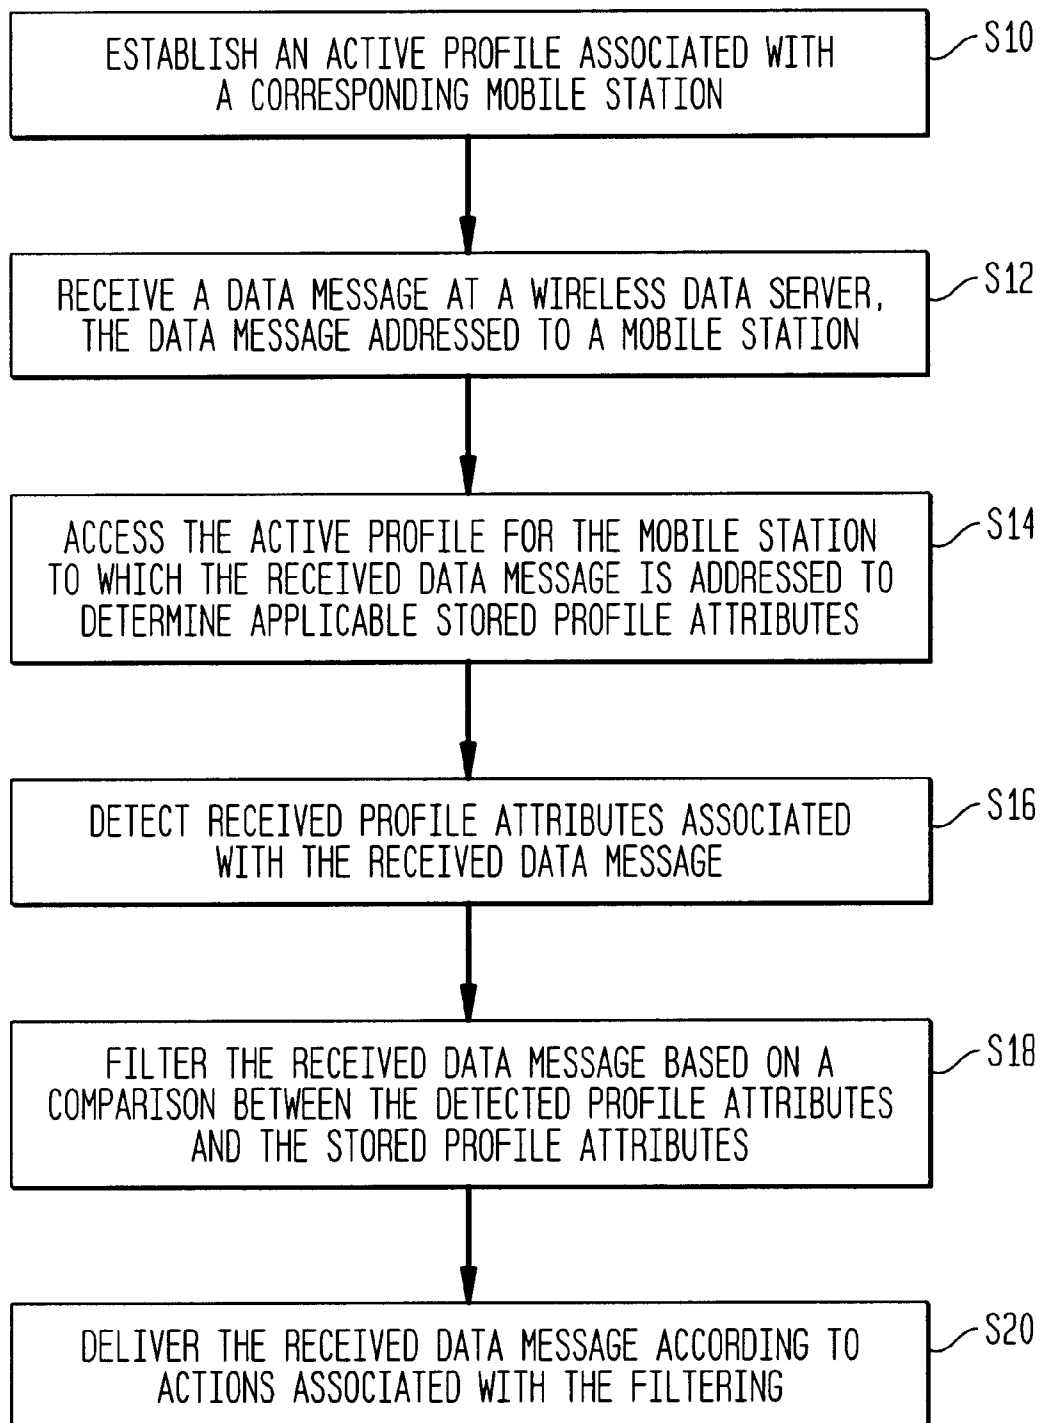 ESTABLISH AN ACTIVE PROFILE ASSOCIATED WITH
A CORRESPONDING MOBILE STATION
S10
RECEIVE A DATA MESSAGE AT A WIRELESS DATA SERVER,
THE DATA MESSAGE ADDRESSED TO A MOBILE STATION
S12
ACCESS THE ACTIVE PROFILE FOR THE MOBILE STATION
TO WHICH THE RECEIVED DATA MESSAGE IS ADDRESSED TO
DETERMINE APPLICABLE STORED PROFILE ATTRIBUTES
S14
DETECT RECEIVED PROFILE ATTRIBUTES ASSOCIATED
WITH THE RECEIVED DATA MESSAGE
S16
FILTER THE RECEIVED DATA MESSAGE BASED ON A
COMPARISON BETWEEN THE DETECTED PROFILE ATTRIBUTES
AND THE STORED PROFILE ATTRIBUTES
S18
DELIVER THE RECEIVED DATA MESSAGE ACCORDING TO
ACTIONS ASSOCIATED WITH THE FILTERING
S20